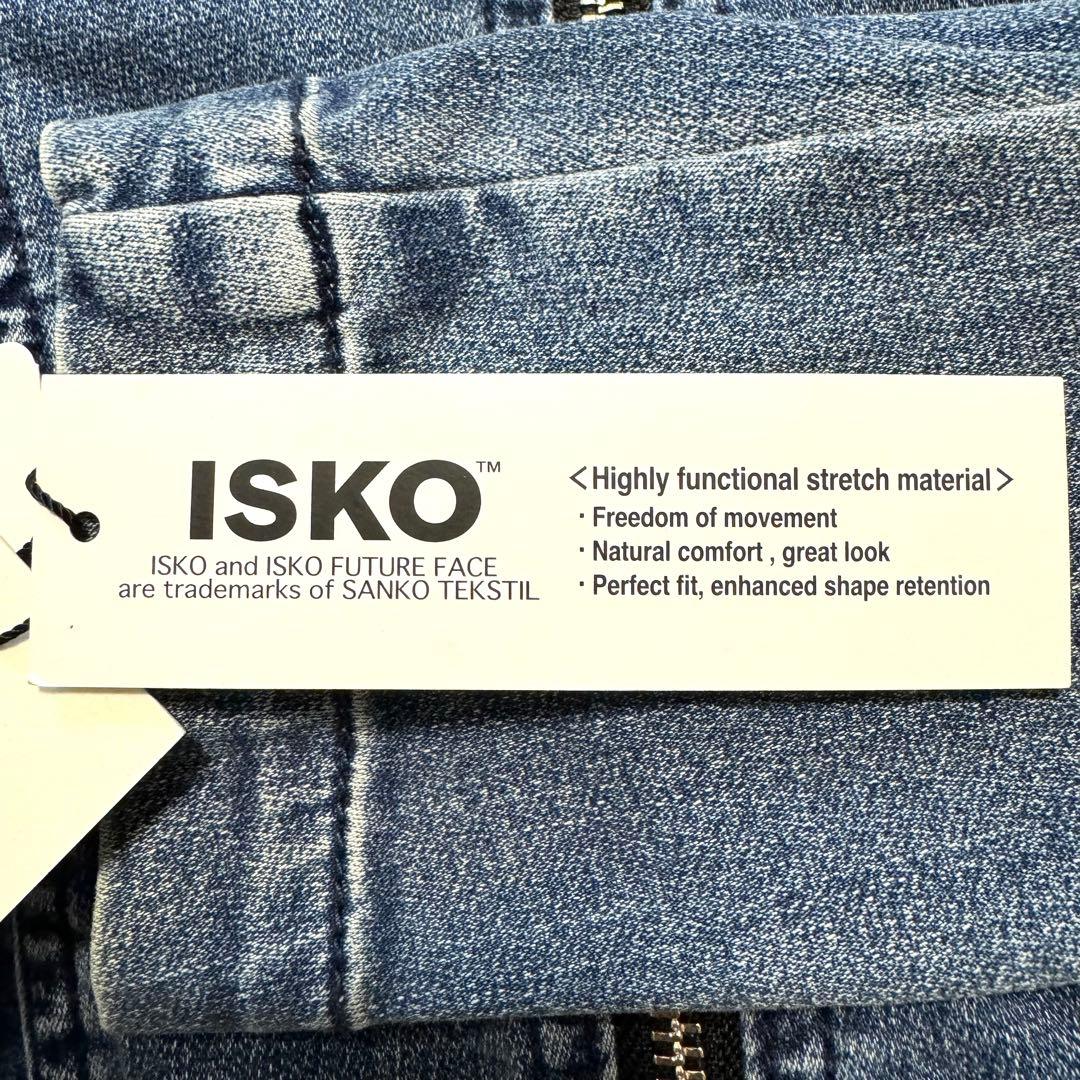 ISKO™
ISKO and ISKO FUTURE FACE
are trademarks of SANKO TEKSTIL
<Highly functional stretch material>
· Freedom of movement
· Natural comfort , great look
· Perfect fit, enhanced shape retention